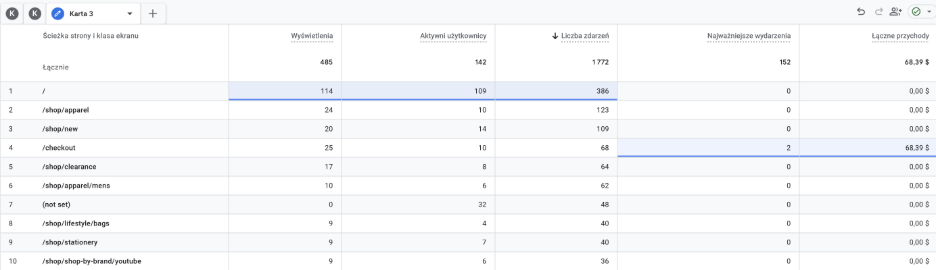 K K Karta 3
Ścieżka strony i klasa ekranu Wyświetlenia Aktywni użytkownicy Liczba zdarzeń Najważniejsze wydarzenia Łączne przychody
Łącznie 485 142 1772 152 68,39 $
1 / 114 109 386 0 0,00 $
2 /shop/apparel 24 10 123 0 0,00 $
3 /shop/new 20 14 109 0 0,00 $
4 /checkout 25 10 68 2 68,39 $
5 /shop/clearance 17 8 64 0 0,00 $
6 /shop/apparel/mens 10 6 62 0 0,00 $
7 (not set) 0 32 48 0 0,00 $
8 /shop/lifestyle/bags 9 4 40 0 0,00 $
9 /shop/stationery 9 7 40 0 0,00 $
10 /shop/shop-by-brand/youtube 9 6 36 0 0,00 $